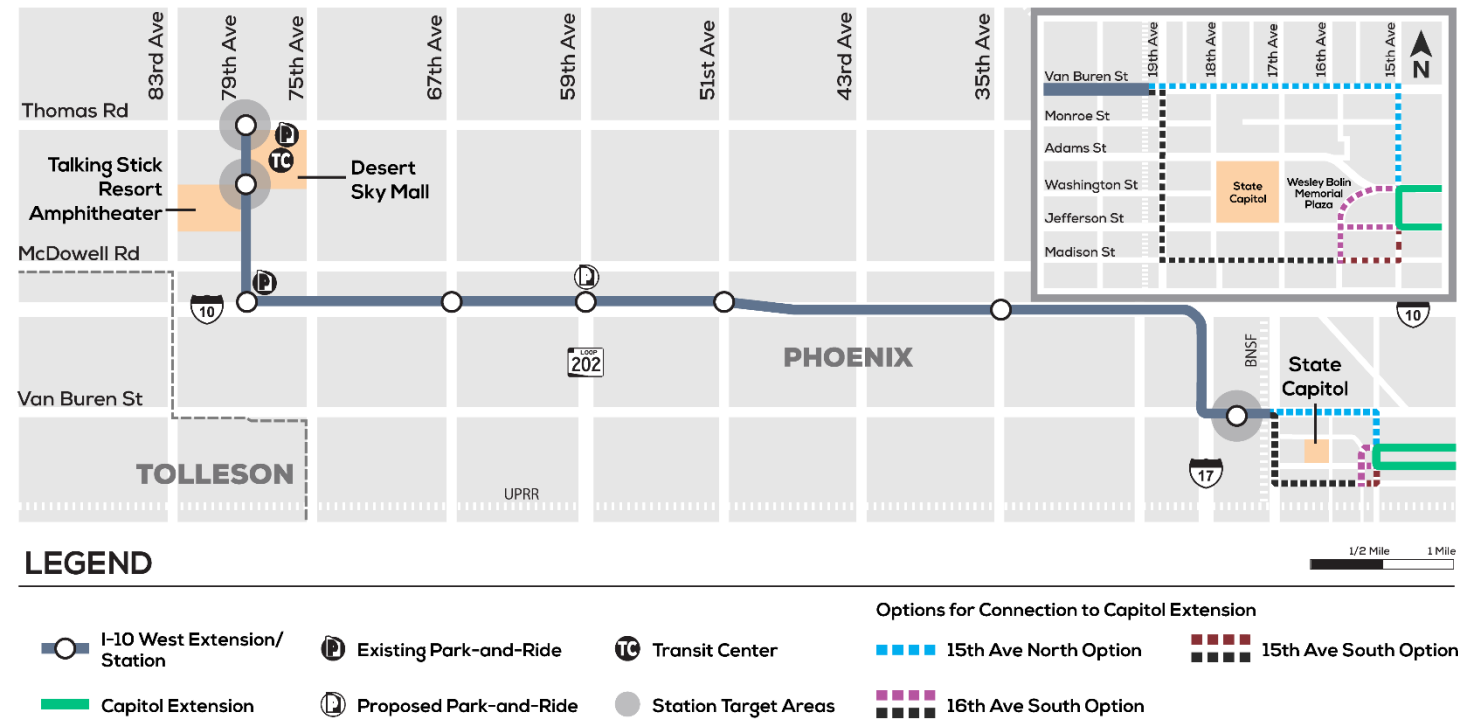 83rd Ave
79th Ave
75th Ave
67th Ave
59th Ave
51st Ave
43rd Ave
35th Ave
Thomas Rd
P
TC
Talking Stick
Resort
Amphitheater
Desert
Sky Mall
McDowell Rd
P
P
10
LOOP
202
PHOENIX
Van Buren St
TOLLESON
UPRR
17
BNSF
State
Capitol
10
19th Ave
18th Ave
17th Ave
16th Ave
15th Ave
N
Van Buren St
Monroe St
Adams St
Washington St
Jefferson St
Madison St
State
Capitol
Wesley Bolin
Memorial
Plaza
1/2 Mile
1 Mile
LEGEND
I-10 West Extension/
Station
Capitol Extension
P Existing Park-and-Ride
P Proposed Park-and-Ride
TC Transit Center
Station Target Areas
Options for Connection to Capitol Extension
15th Ave North Option
16th Ave South Option
15th Ave South Option